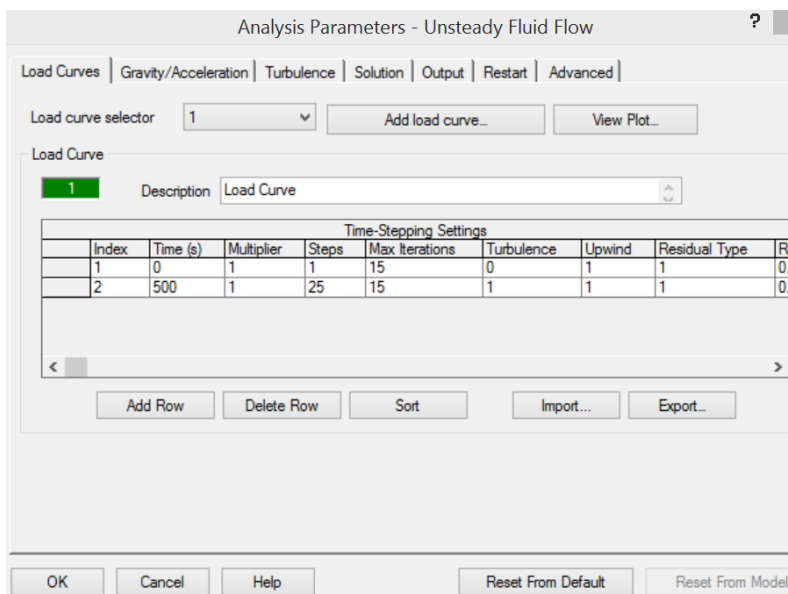 Analysis Parameters - Unsteady Fluid Flow ?
Load Curves Gravity/Acceleration Turbulence Solution Output Restart Advanced
Load curve selector 1 Add load curve... View Plot...
Load Curve
1 Description Load Curve
Time-Stepping Settings
Index Time (s) Multiplier Steps Max Iterations Turbulence Upwind Residual Type R
1 0 1 1 15 0 1 1 0,
2 500 1 25 15 1 1 1 0,
Add Row Delete Row Sort Import... Export...
OK Cancel Help Reset From Default Reset From Model